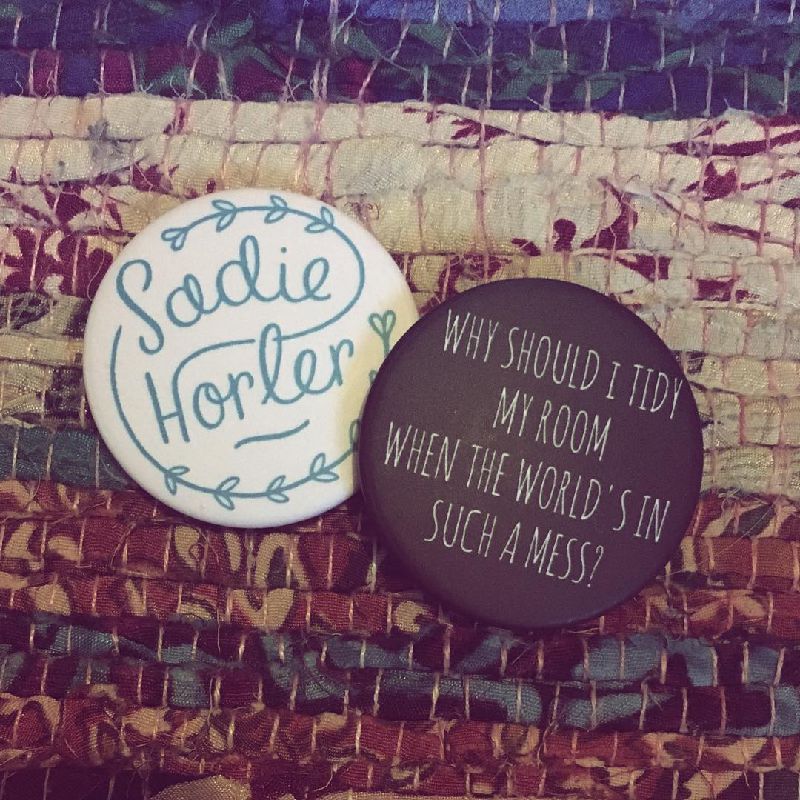 Sadie
Horler
WHY SHOULD I TIDY
MY ROOM
WHEN THE WORLD'S IN
SUCH A MESS?